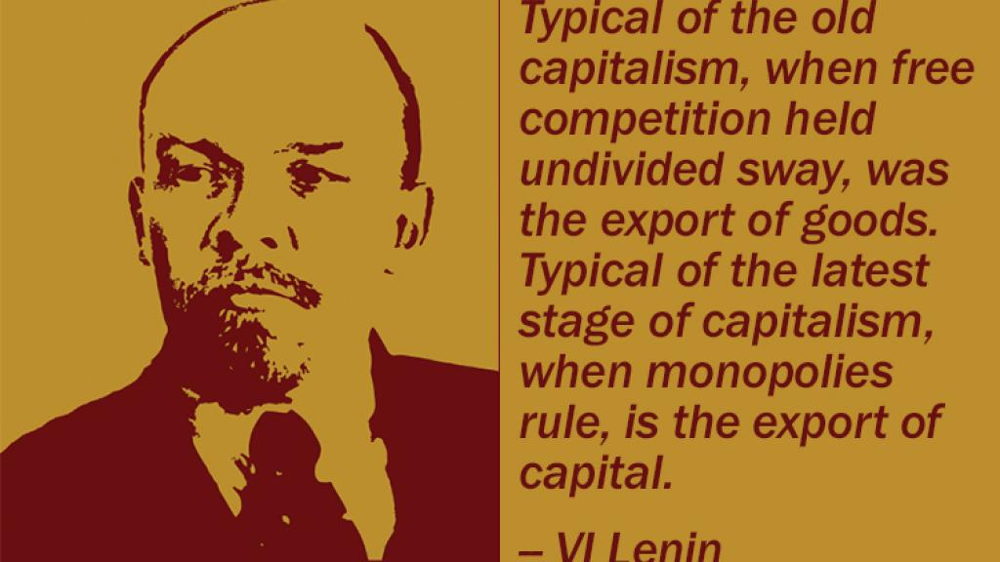 Typical of the old
capitalism, when free
competition held
undivided sway, was
the export of goods.
Typical of the latest
stage of capitalism,
when monopolies
rule, is the export of
capital.
– VI Lenin